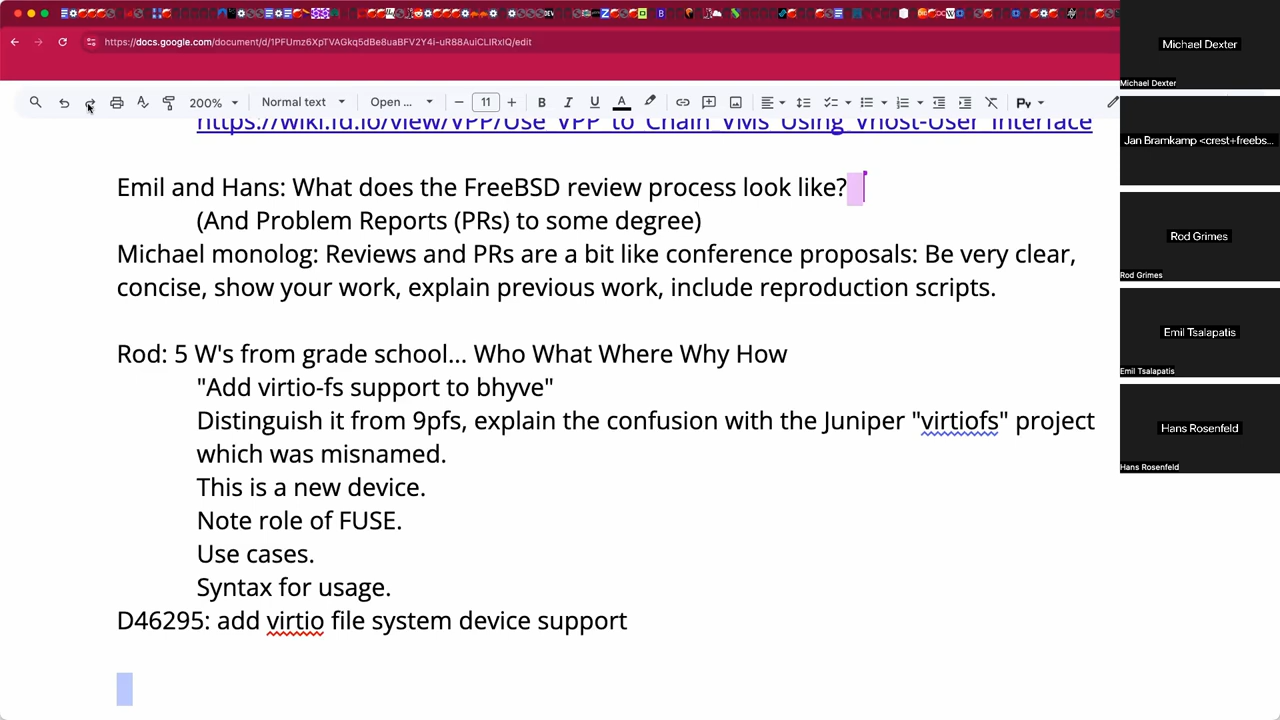 https://docs.google.com/document/d/1PFUmz6XpTVAGkq5dBe8uaBFV2Y4i-uR88AuiCLIRxIQ/edit
200%
Normal text
Open ...
11
https://wiki.fd.io/view/VPP/Use_VPP_to_Chain_VMs_Using_Vhost-User_Interface
Emil and Hans: What does the FreeBSD review process look like?
(And Problem Reports (PRs) to some degree)
Michael monolog: Reviews and PRs are a bit like conference proposals: Be very clear,
concise, show your work, explain previous work, include reproduction scripts.
Rod: 5 W's from grade school... Who What Where Why How
"Add virtio-fs support to bhyve"
Distinguish it from 9pfs, explain the confusion with the Juniper "virtiofs" project
which was misnamed.
This is a new device.
Note role of FUSE.
Use cases.
Syntax for usage.
D46295: add virtio file system device support
Michael Dexter
Michael Dexter
Jan Bramkamp <crest+freebs...
Rod Grimes
Rod Grimes
Emil Tsalapatis
Emil Tsalapatis
Hans Rosenfeld
Hans Rosenfeld